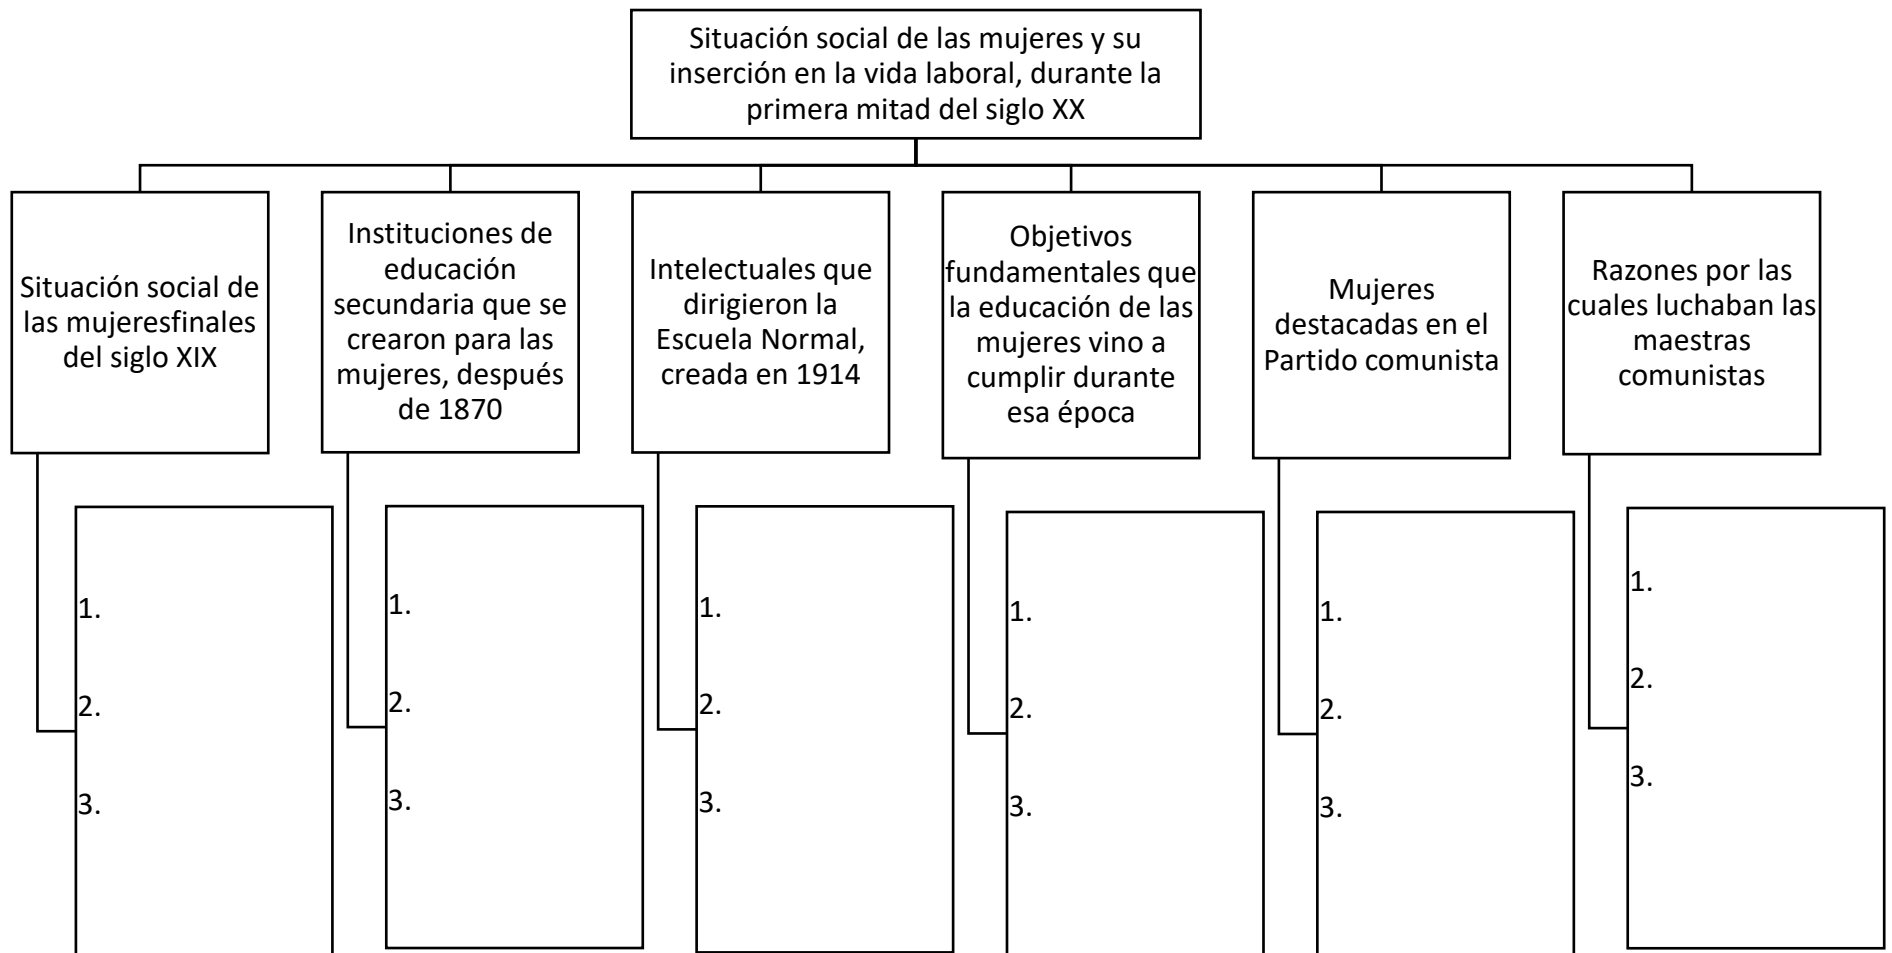 Situación social de las mujeres y su
inserción en la vida laboral, durante la
primera mitad del siglo XX
Situación social de
las mujeresfinales
del siglo XIX
Instituciones de
educación
secundaria que se
crearon para las
mujeres, después
de 1870
Intelectuales que
dirigieron la
Escuela Normal,
creada en 1914
Objetivos
fundamentales que
la educación de las
mujeres vino a
cumplir durante
esa época
Mujeres
destacadas en el
Partido comunista
Razones por las
cuales luchaban las
maestras
comunistas
1.
2.
3.
1.
2.
3.
1.
2.
3.
1.
2.
3.
1.
2.
3.
1.
2.
3.